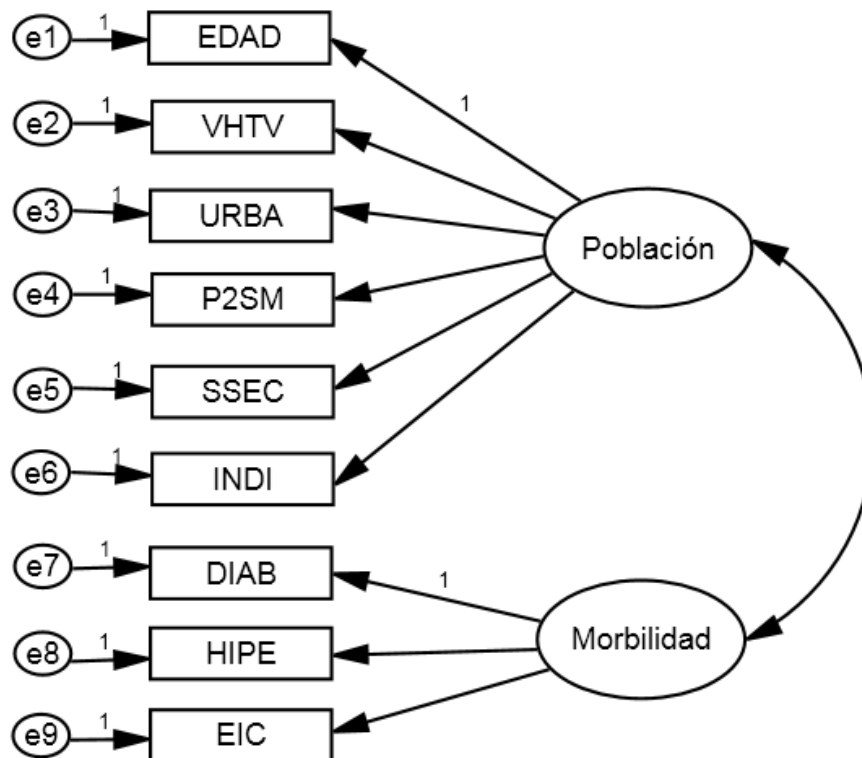 e1 1 EDAD
1
e2 1 VHTV
e3 1 URBA
Población
e4 1 P2SM
e5 1 SSEC
e6 1 INDI
e7 1 DIAB 1
Morbilidad
e8 1 HIPE
e9 1 EIC